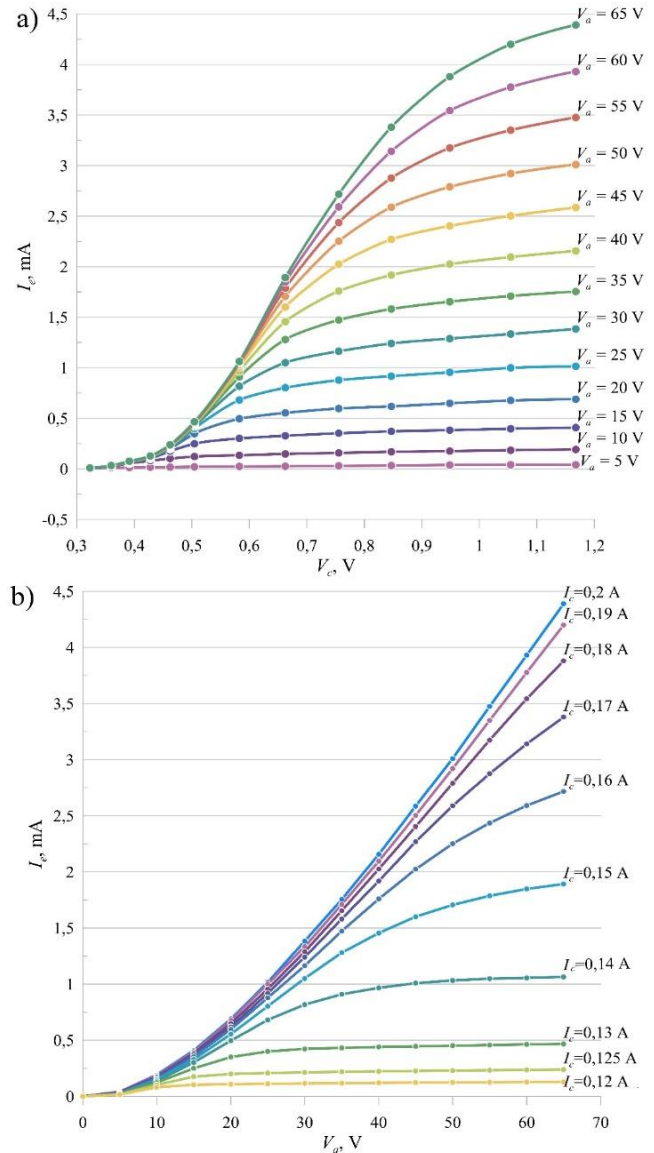 a)
4,5
4
3,5
3
2,5
2
1,5
1
0,5
0
-0,5
I_e, mA
0,3 0,4 0,5 0,6 0,7 0,8 0,9 1 1,1 1,2
V_c, V
V_a = 65 V
V_a = 60 V
V_a = 55 V
V_a = 50 V
V_a = 45 V
V_a = 40 V
V_a = 35 V
V_a = 30 V
V_a = 25 V
V_a = 20 V
V_a = 15 V
V_a = 10 V
V_a = 5 V
b)
4,5
4
3,5
3
2,5
2
1,5
1
0,5
0
I_e, mA
0 10 20 30 40 50 60 70
V_a, V
I_c=0,2 A
I_c=0,19 A
I_c=0,18 A
I_c=0,17 A
I_c=0,16 A
I_c=0,15 A
I_c=0,14 A
I_c=0,13 A
I_c=0,125 A
I_c=0,12 A